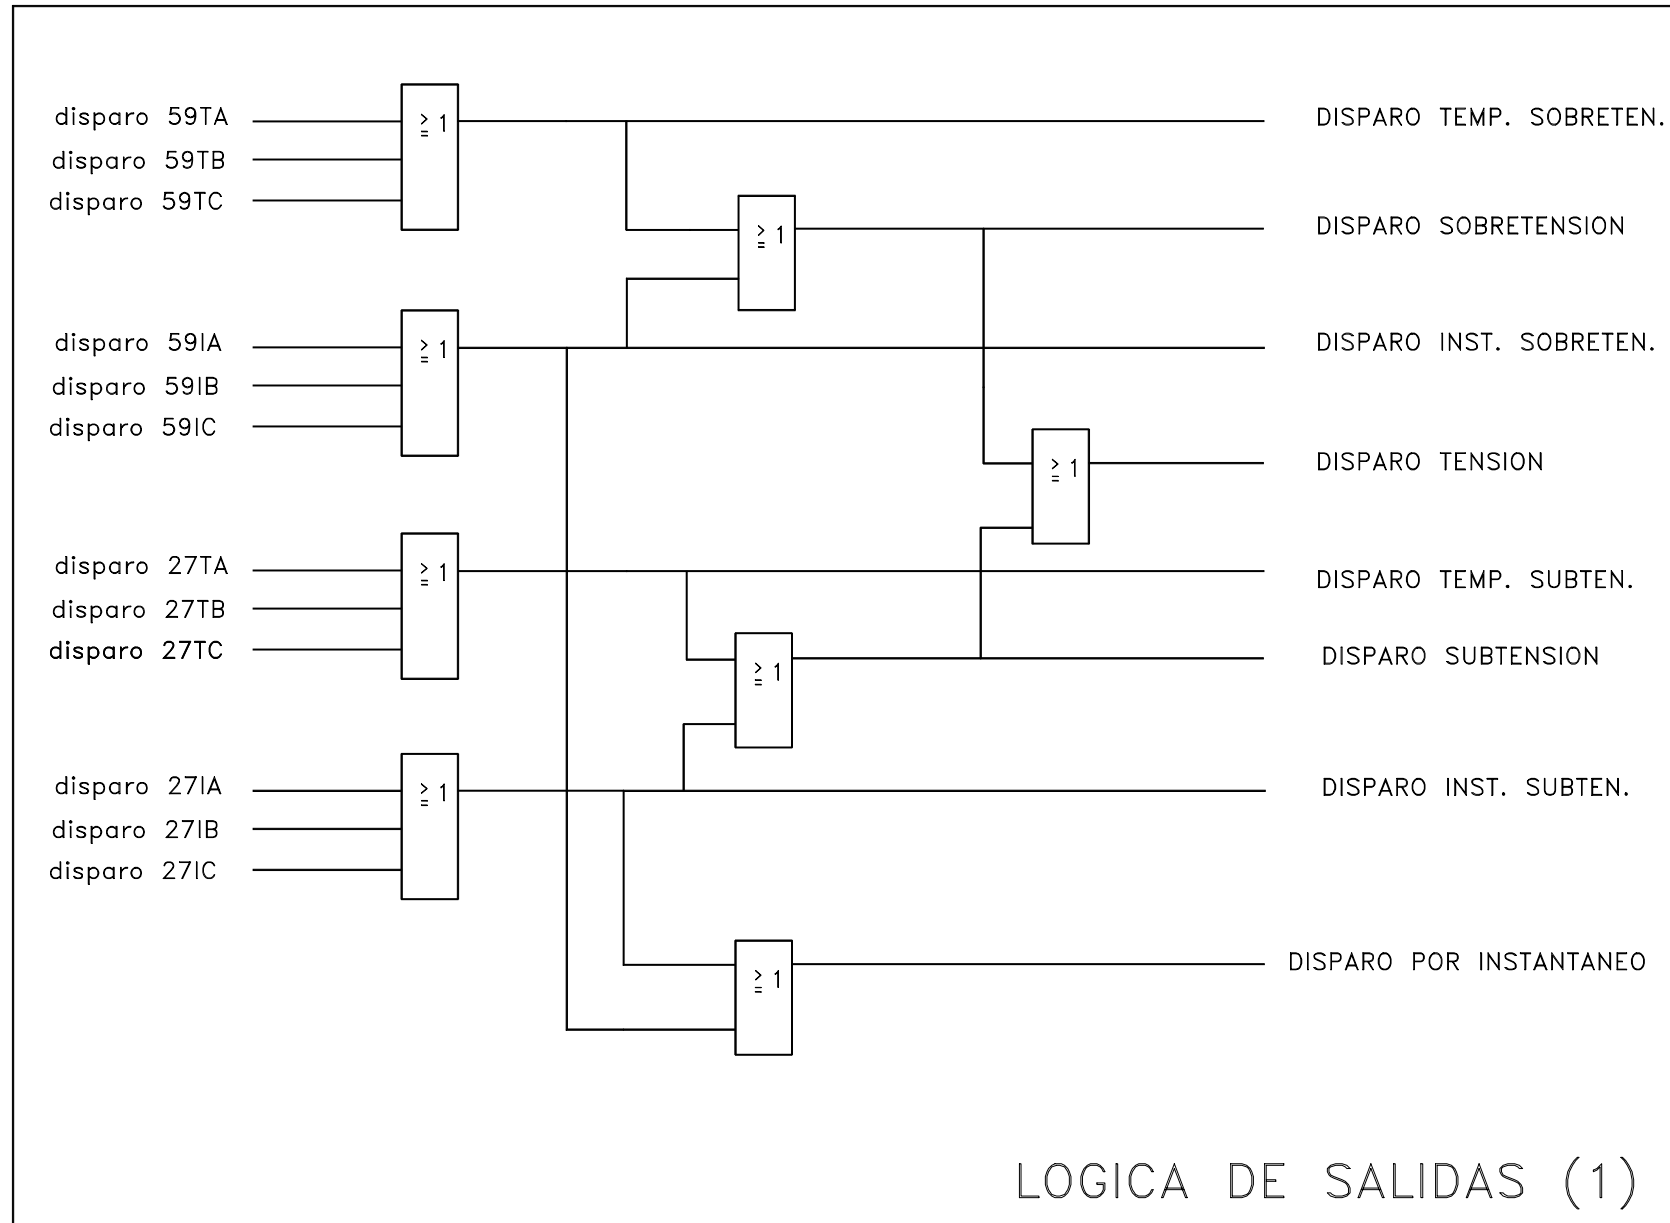 disparo 59TA
disparo 59TB
disparo 59TC
≥ 1
DISPARO TEMP. SOBRETEN.
≥ 1
DISPARO SOBRETENSION
disparo 59IA
disparo 59IB
disparo 59IC
≥ 1
DISPARO INST. SOBRETEN.
≥ 1
DISPARO TENSION
disparo 27TA
disparo 27TB
disparo 27TC
≥ 1
DISPARO TEMP. SUBTEN.
≥ 1
DISPARO SUBTENSION
disparo 27IA
disparo 27IB
disparo 27IC
≥ 1
DISPARO INST. SUBTEN.
≥ 1
DISPARO POR INSTANTANEO
LOGICA DE SALIDAS (1)